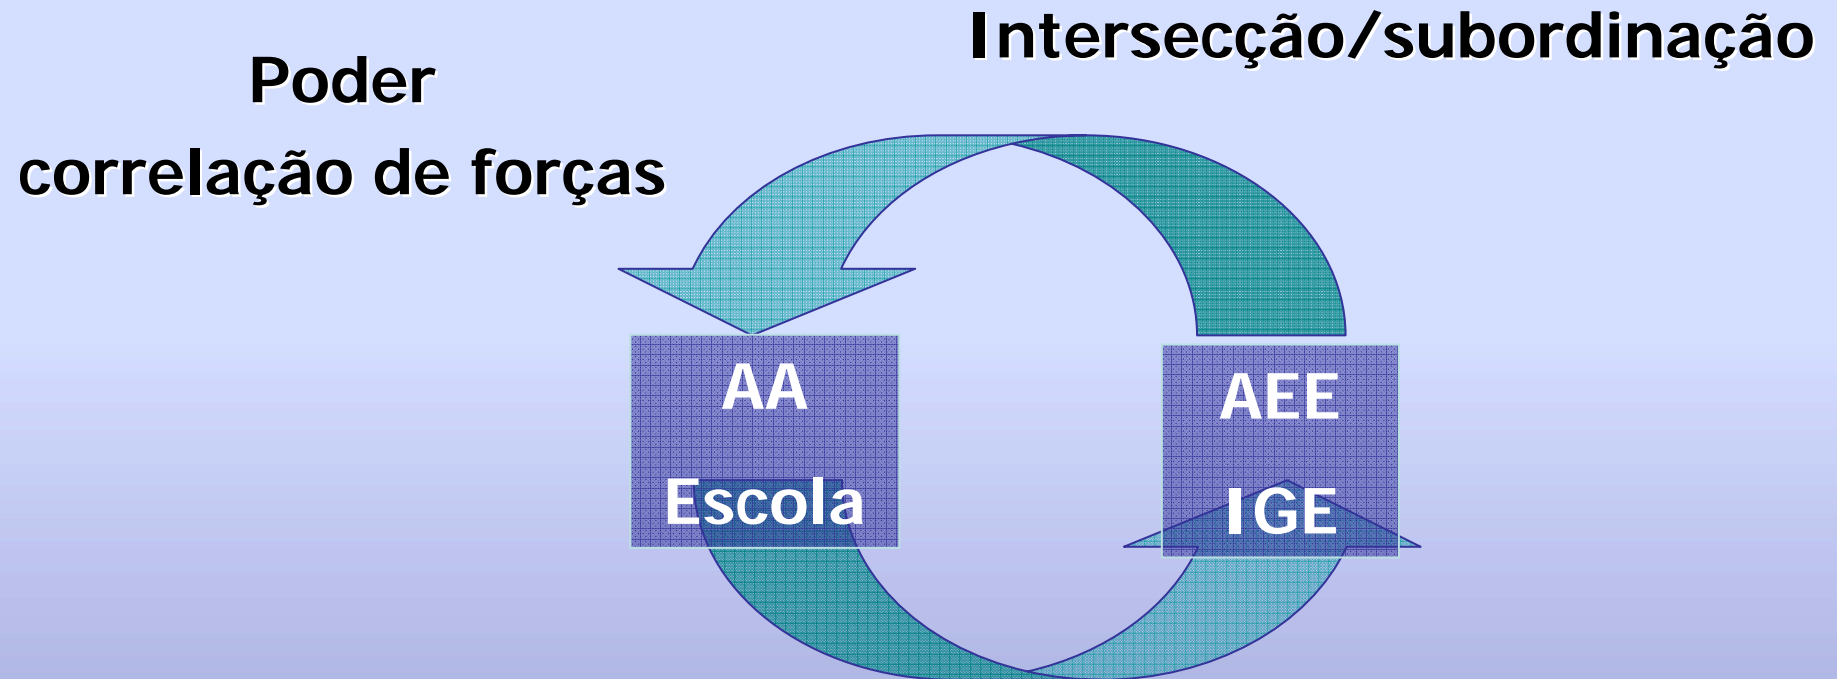 Intersecção/subordinação
Poder
correlação de forças
AA
Escola
AEE
IGE